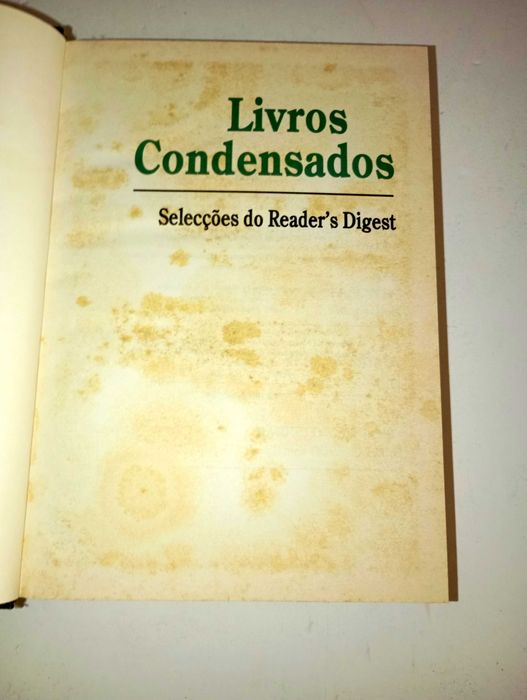 Livros
Condensados
Selecções do Reader's Digest